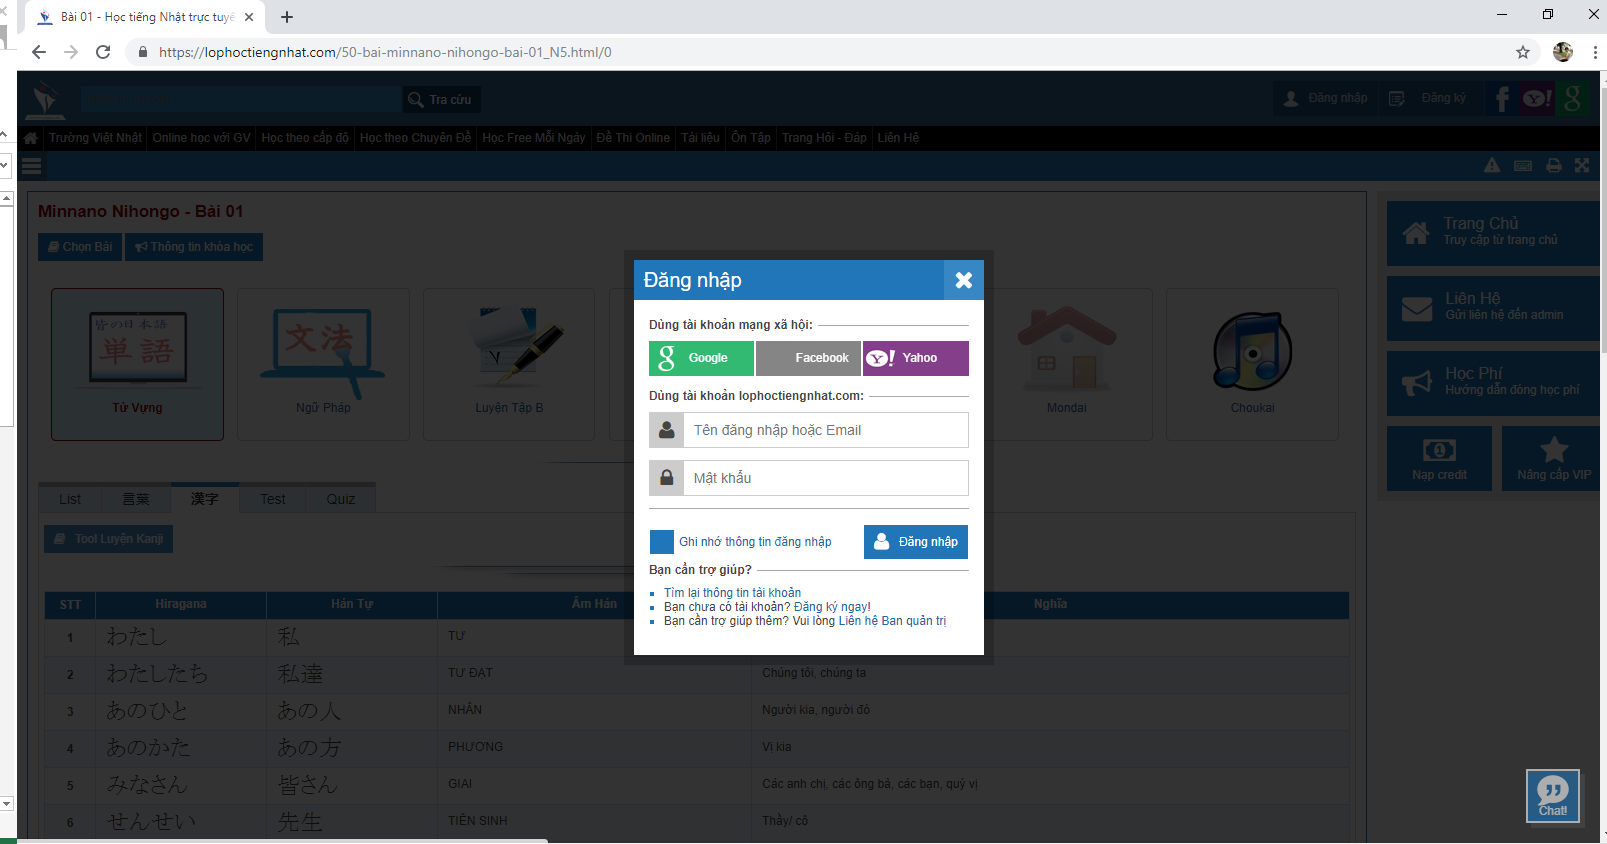 Bài 01 - Học tiếng Nhật trực tuyế
https://lophoctiengnhat.com/50-bai-minnano-nihongo-bai-01_N5.html/0
Tra cứu
Đăng nhập
Đăng ký
Trường Việt Nhật
Online học với GV
Học theo cấp độ
Học theo Chuyên Đề
Học Free Mỗi Ngày
Đề Thi Online
Tài liệu
Ôn Tập
Trang Hỏi - Đáp
Liên Hệ
Minnano Nihongo - Bài 01
Chọn Bài
Thông tin khóa học
皆の日本語
単語
Từ Vựng
文法
Ngữ Pháp
Luyện Tập B
Mondai
Choukai
Trang Chủ
Truy cập từ trang chủ
Liên Hệ
Gửi liên hệ đến admin
Học Phí
Hướng dẫn đóng học phí
Nạp credit
Nâng cấp VIP
Đăng nhập
Dùng tài khoản mạng xã hội:
Google
Facebook
Yahoo
Dùng tài khoản lophoctiengnhat.com:
Tên đăng nhập hoặc Email
Mật khẩu
Ghi nhớ thông tin đăng nhập
Đăng nhập
Bạn cần trợ giúp?
Tìm lại thông tin tài khoản
Bạn chưa có tài khoản? Đăng ký ngay!
Bạn cần trợ giúp thêm? Vui lòng Liên hệ Ban quản trị
List
言葉
漢字
Test
Quiz
Tool Luyện Kanji
STT Hiragana Hán Tự Âm Hán Nghĩa
1 わたし 私 TƯ
2 わたしたち 私達 TƯ ĐẠT Chúng tôi, chúng ta
3 あのひと あの人 NHÂN Người kia, người đó
4 あのかた あの方 PHƯƠNG Vị kia
5 みなさん 皆さん GIAI Các anh chị, các ông bà, các bạn, quý vị
6 せんせい 先生 TIÊN SINH Thầy/ cô
Chat!